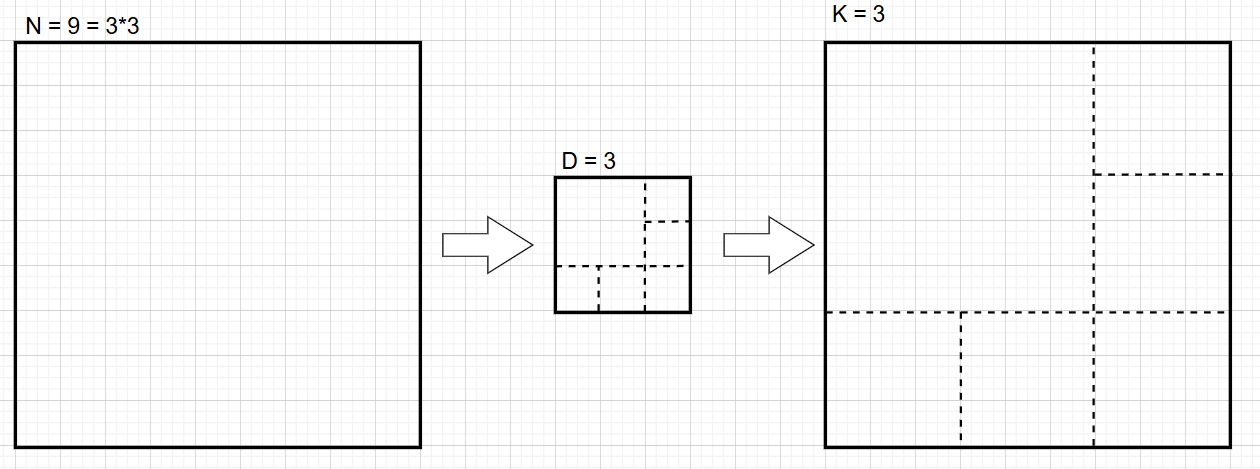 N = 9 = 3*3
D = 3
K = 3